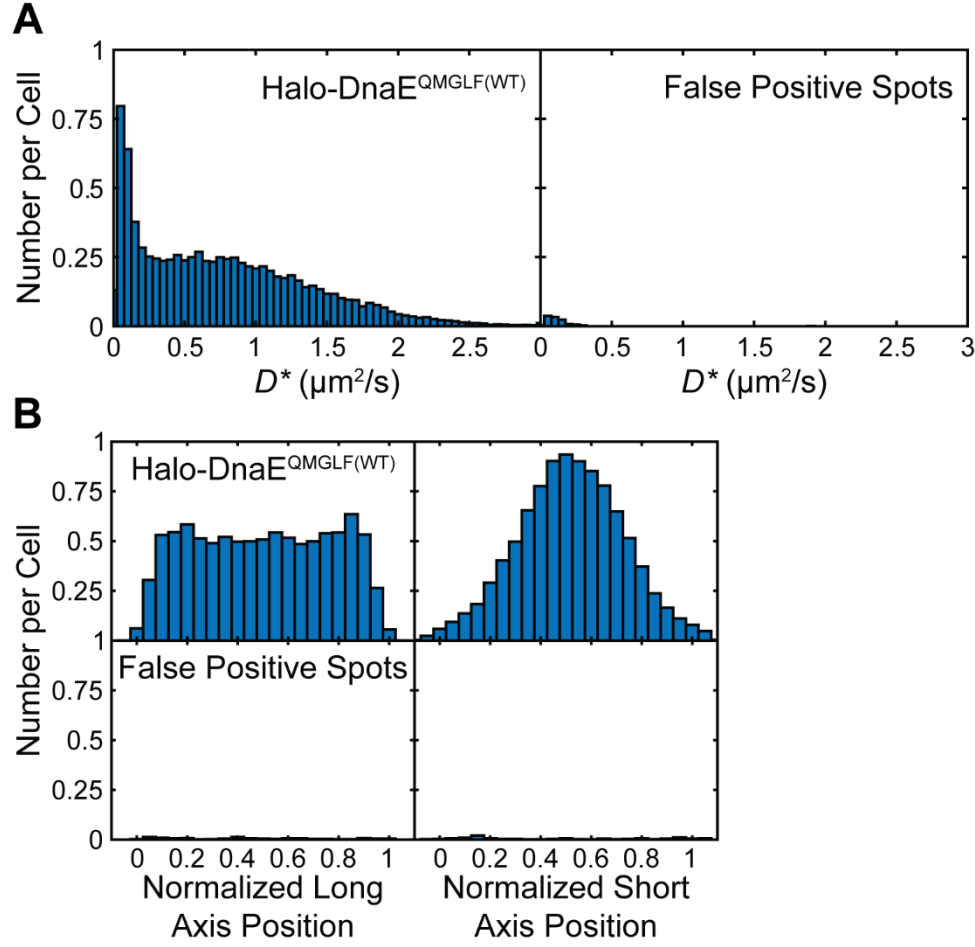 A
Number per Cell
1
0.75
0.5
0.25
0
Halo-DnaE^QMGLF(WT)
False Positive Spots
0 0.5 1 1.5 2 2.5 0 0.5 1 1.5 2 2.5 3
D* (µm²/s) D* (µm²/s)
B
Number per Cell
1
0.75
0.5
0.25
1
Halo-DnaE^QMGLF(WT)
False Positive Spots
0.75
0.5
0.25
0
0 0.2 0.4 0.6 0.8 1 0 0.2 0.4 0.6 0.8 1
Normalized Long Normalized Short
Axis Position Axis Position